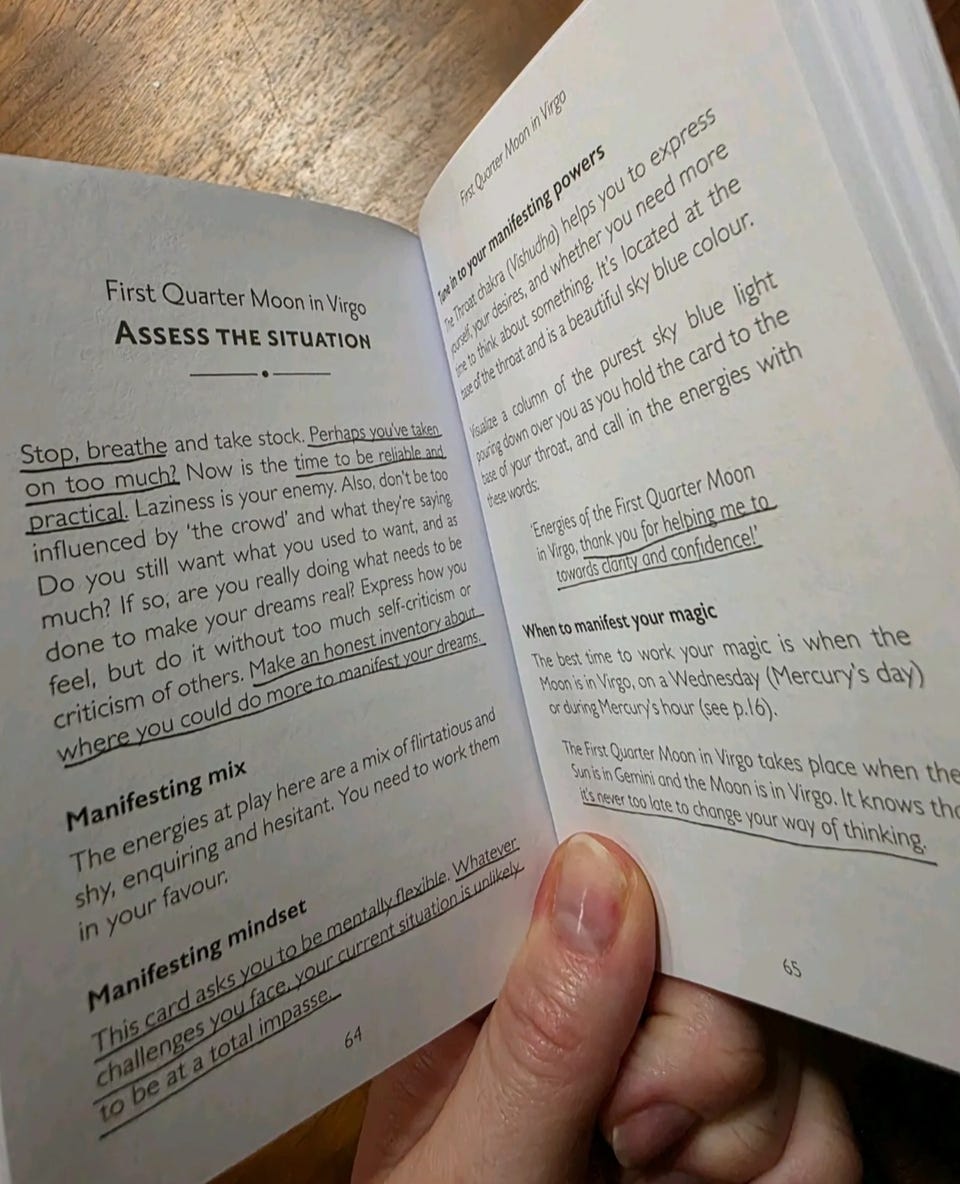 First Quarter Moon in Virgo
ASSESS THE SITUATION
Stop, breathe and take stock. Perhaps you've taken
on too much? Now is the time to be reliable and
practical. Laziness is your enemy. Also, don't be too
influenced by 'the crowd' and what they're saying.
Do you still want what you used to want, and as
much? If so, are you really doing what needs to be
done to make your dreams real? Express how you
feel, but do it without too much self-criticism or
criticism of others. Make an honest inventory about
where you could do more to manifest your dreams.
Manifesting mix
The energies at play here are a mix of flirtatious and
shy, enquiring and hesitant. You need to work them
in your favour.
Manifesting mindset
This card asks you to be mentally flexible. Whatever
challenges you face, your current situation is unlikely
to be at a total impasse.
64
First Quarter Moon in Virgo
Tune in to your manifesting powers
The Throat chakra (Vishudha) helps you to express
yourself, your desires, and whether you need more
time to think about something. It's located at the
base of the throat and is a beautiful sky blue colour.
Visualize a column of the purest sky blue light
pouring down over you as you hold the card to the
base of your throat, and call in the energies with
these words:
'Energies of the First Quarter Moon
in Virgo, thank you for helping me to
towards clarity and confidence!'
When to manifest your magic
The best time to work your magic is when the
Moon is in Virgo, on a Wednesday (Mercury's day)
or during Mercury's hour (see p.16).
The First Quarter Moon in Virgo takes place when the
Sun is in Gemini and the Moon is in Virgo. It knows tha
it's never too late to change your way of thinking.
65